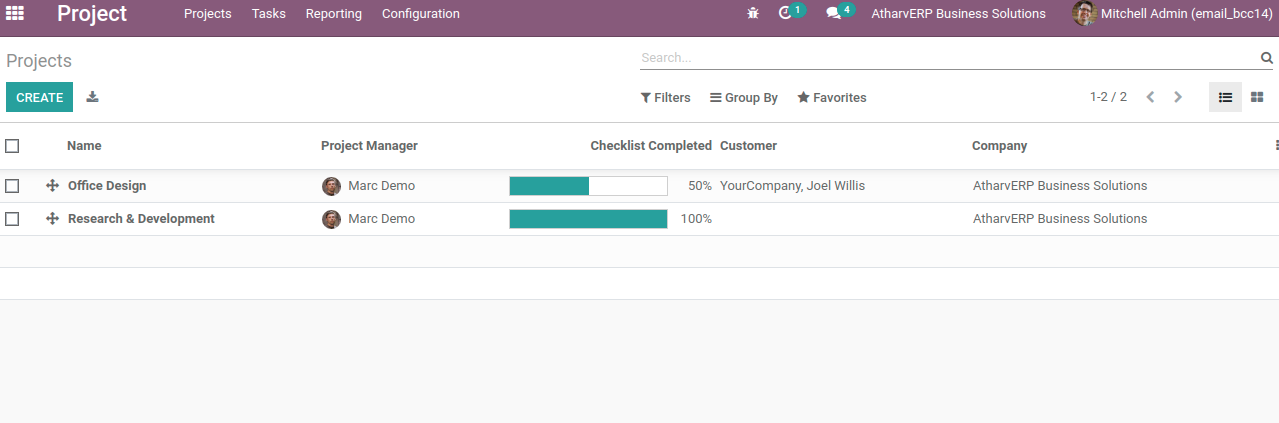 Project Projects Tasks Reporting Configuration 1 4 AtharvERP Business Solutions Mitchell Admin (email_bcc14)
Projects Search...
CREATE Filters Group By Favorites 1-2 / 2
Name Project Manager Checklist Completed Customer Company
Office Design Marc Demo 50% YourCompany, Joel Willis AtharvERP Business Solutions
Research & Development Marc Demo 100% AtharvERP Business Solutions